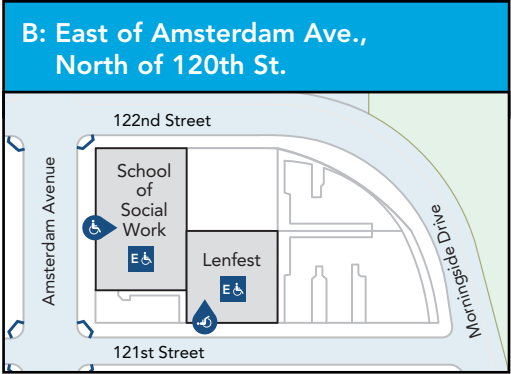 B: East of Amsterdam Ave.,
North of 120th St.
122nd Street
Amsterdam Avenue
School
of
Social
Work
E
Lenfest
E
Morningside Drive
121st Street